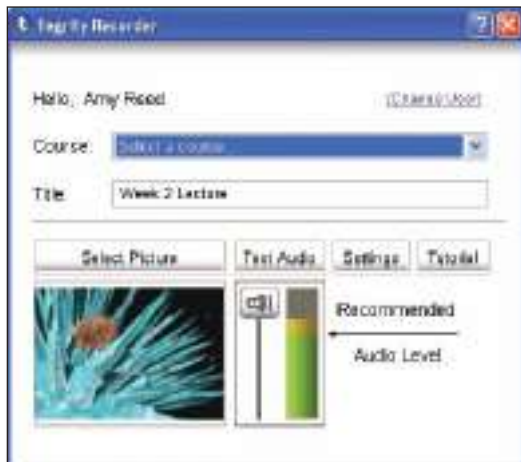 Tegrity Recorder
Hello, Amy Reed (Change User)
Course: Select a course
Title: Week 2 Lecture
Select Picture Test Audio Settings Tutorial
Recommended
Audio Level